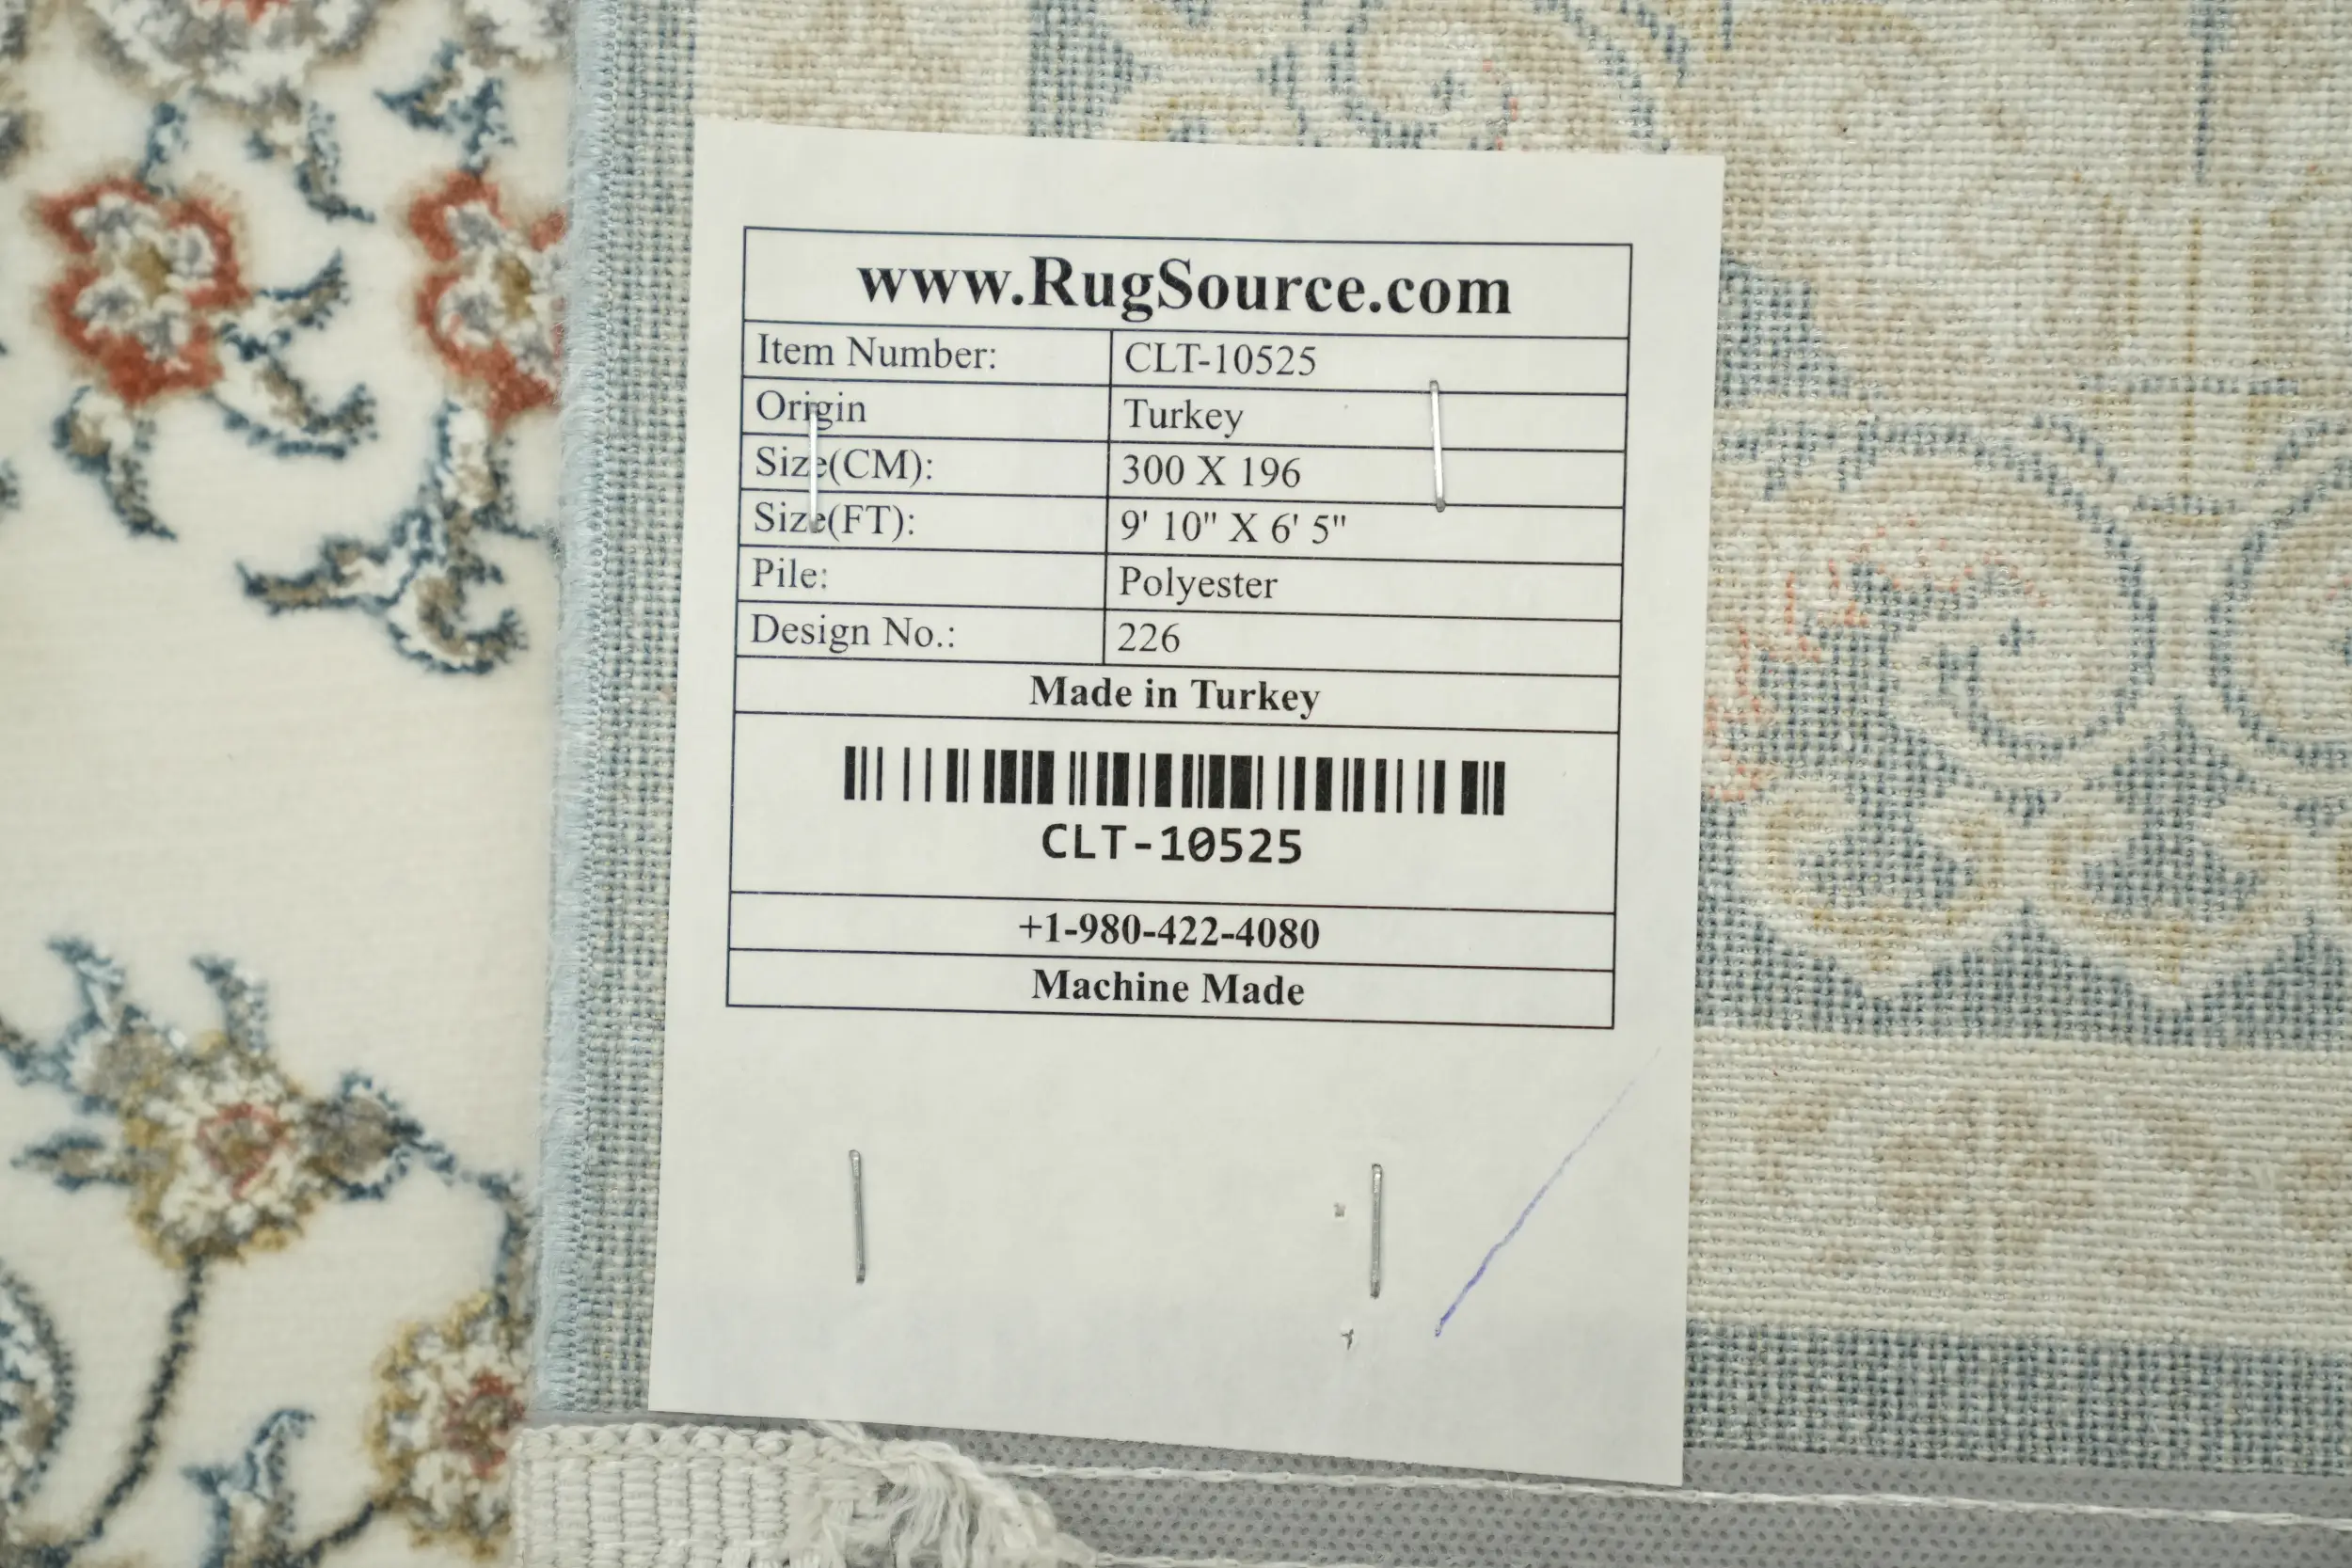 www.RugSource.com
Item Number: CLT-10525
Origin Turkey
Size(CM): 300 X 196
Size(FT): 9' 10" X 6' 5"
Pile: Polyester
Design No.: 226
Made in Turkey
CLT-10525
+1-980-422-4080
Machine Made